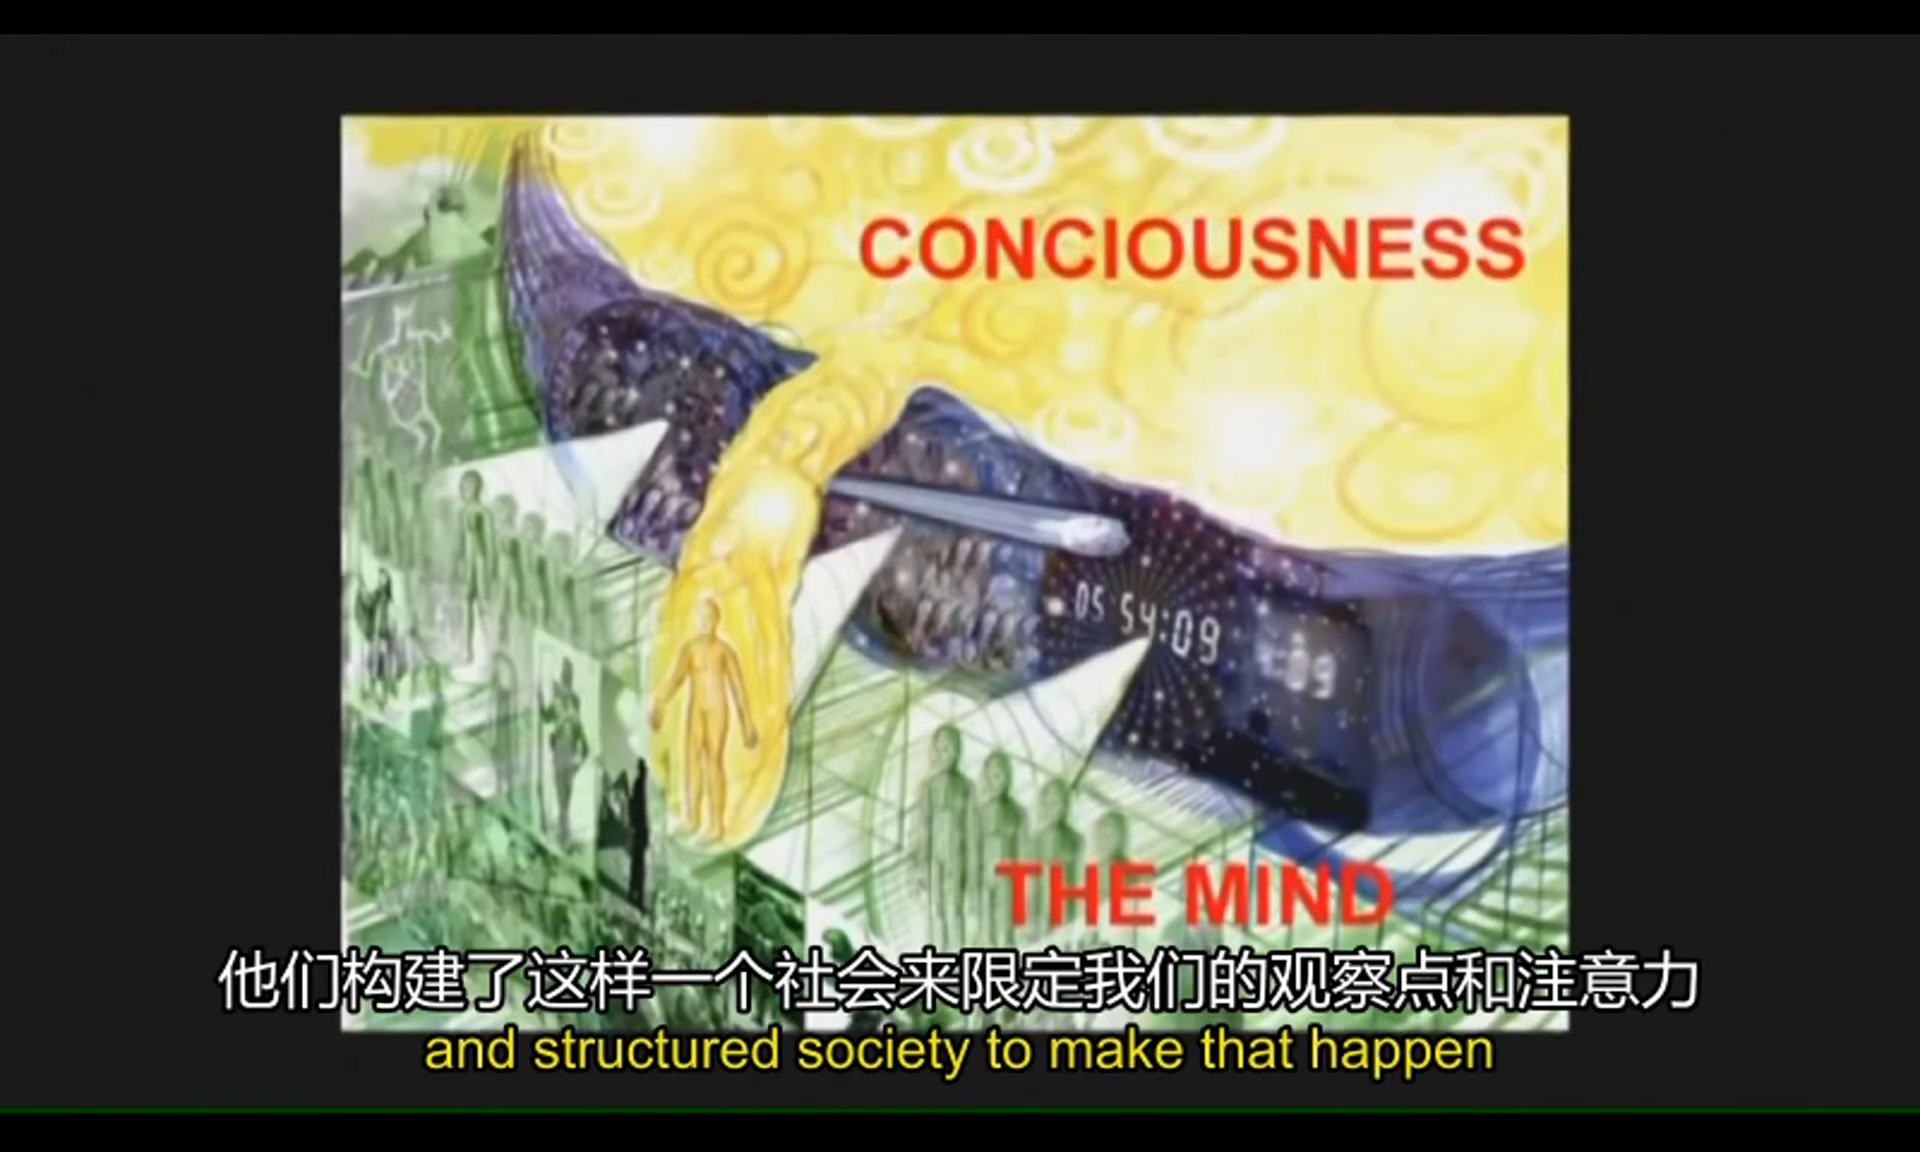 CONCIOUSNESS
05 54:09
:09
THE MIND
他们构建了这样一个社会来限定我们的观察点和注意力
and structured society to make that happen